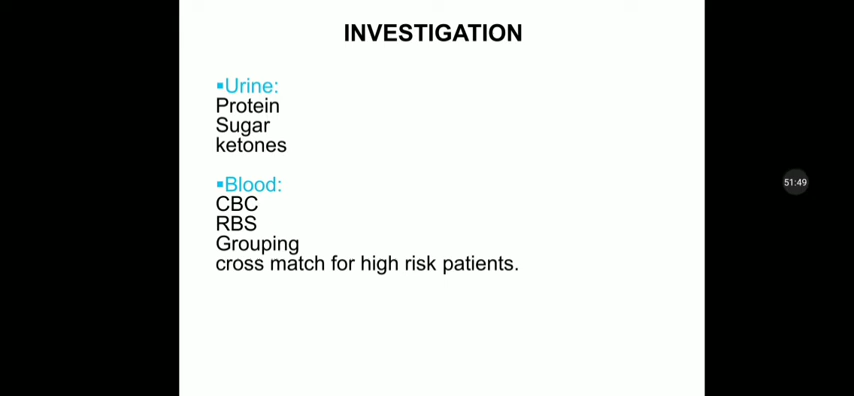 INVESTIGATION
▪Urine:
Protein
Sugar
ketones
▪Blood:
CBC
RBS
Grouping
cross match for high risk patients.
51:49